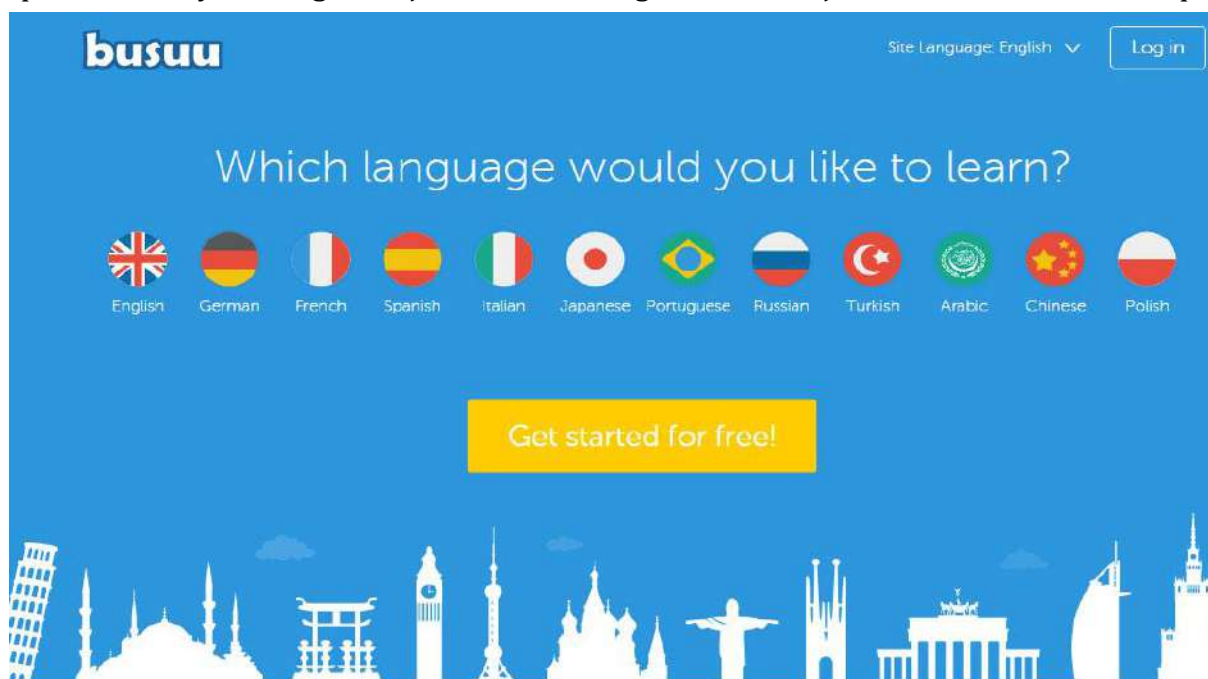 busuu
Site Language: English
Log in
Which language would you like to learn?
English German French Spanish Italian Japanese Portuguese Russian Turkish Arabic Chinese Polish
Get started for free!